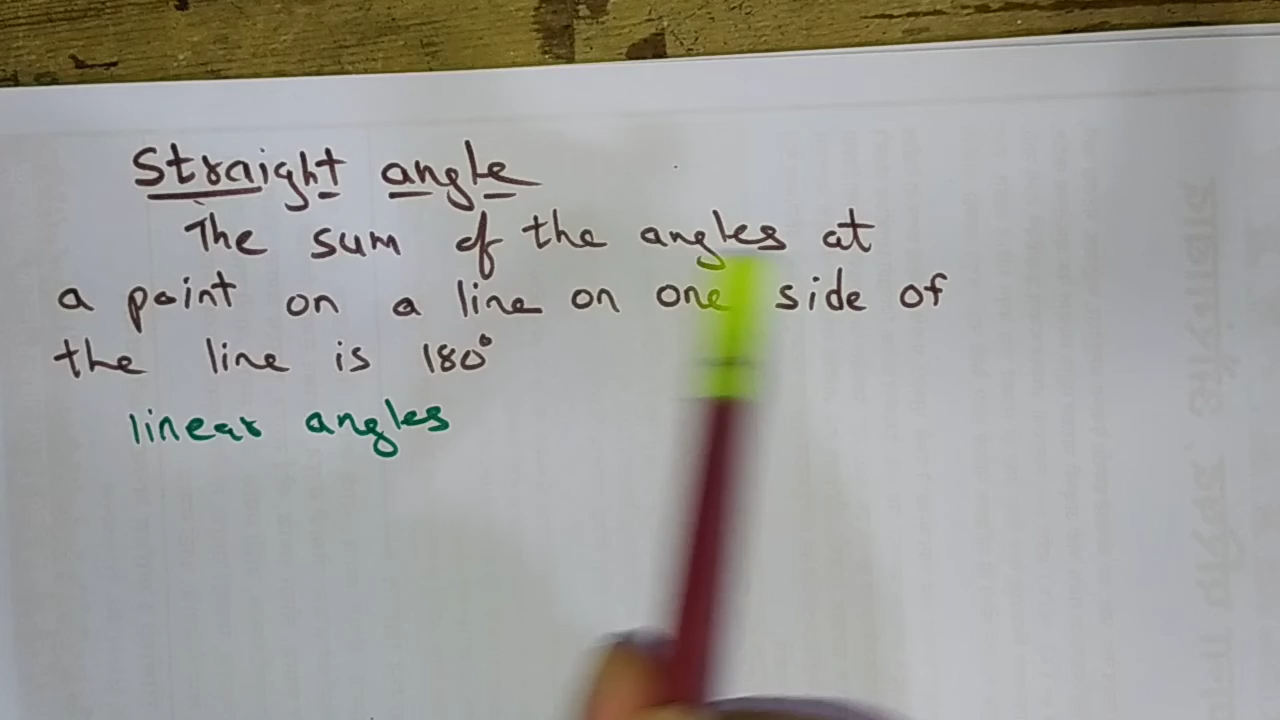 Straight angle
The sum of the angles at
a point on a line on one side of
the line is 180°
linear angles